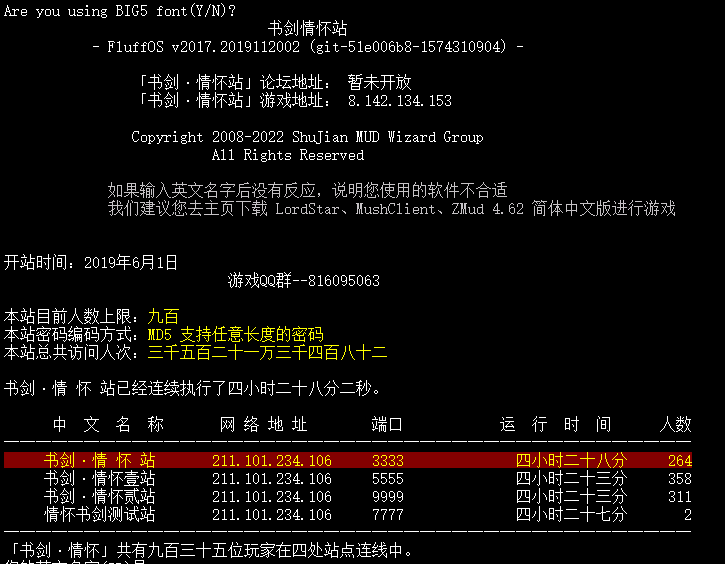 Are you using BIG5 font(Y/N)?
书剑情怀站
- FluffOS v2017.2019112002 (git-51e006b8-1574310904) -
「书剑·情怀站」论坛地址： 暂未开放
「书剑·情怀站」游戏地址： 8.142.134.153
Copyright 2008-2022 ShuJian MUD Wizard Group
All Rights Reserved
如果输入英文名字后没有反应，说明您使用的软件不合适
我们建议您去主页下载 LordStar、MushClient、ZMud 4.62 简体中文版进行游戏
开站时间：2019年6月1日
游戏QQ群--816095063
本站目前人数上限：九百
本站密码编码方式：MD5 支持任意长度的密码
本站总共访问人次：三千五百二十一万三千四百八十二
书剑·情 怀 站已经连续执行了四小时二十八分二秒。
中 文 名 称 网 络 地 址 端口 运 行 时 间 人数
书剑·情 怀 站 211.101.234.106 3333 四小时二十八分 264
书剑·情怀壹站 211.101.234.106 5555 四小时二十三分 358
书剑·情怀贰站 211.101.234.106 9999 四小时二十三分 311
情怀书剑测试站 211.101.234.106 7777 四小时二十七分 2
「书剑·情怀」共有九百三十五位玩家在四处站点连线中。